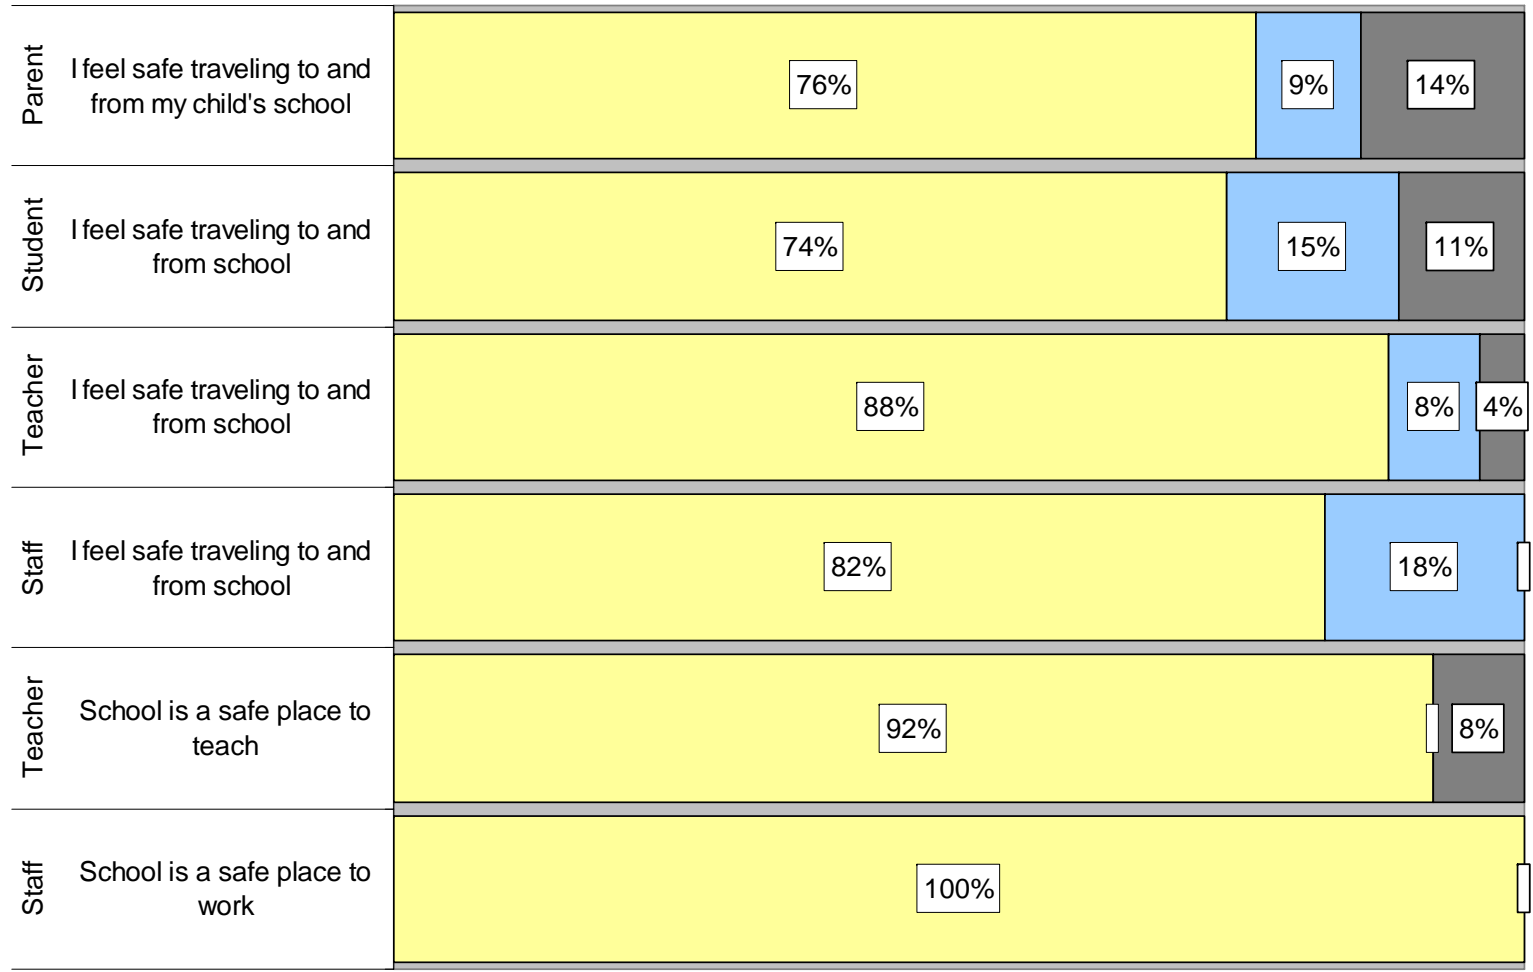 Parent
I feel safe traveling to and
from my child's school
76%
9%
14%
Student
I feel safe traveling to and
from school
74%
15%
11%
Teacher
I feel safe traveling to and
from school
88%
8%
4%
Staff
I feel safe traveling to and
from school
82%
18%
Teacher
School is a safe place to
teach
92%
8%
Staff
School is a safe place to
work
100%